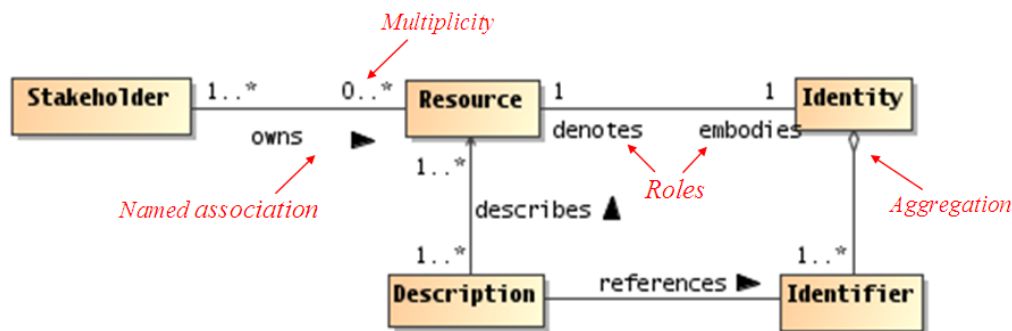 Multiplicity
Stakeholder
1..*
0..*
Resource
1
1
Identity
owns
denotes
embodies
Named association
1..*
Roles
Aggregation
describes
1..*
1..*
Description
references
Identifier